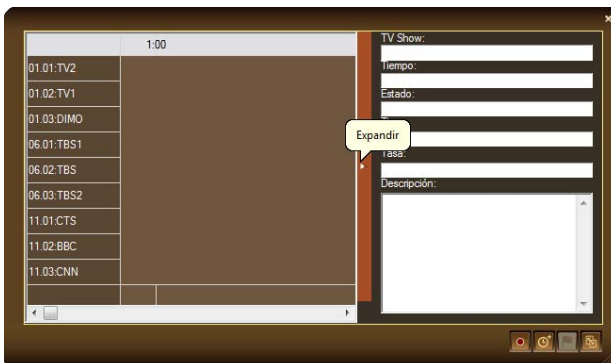 1:00
01.01:TV2
01.02:TV1
01.03:DIMO
06.01:TBS1
06.02:TBS
06.03:TBS2
11.01:CTS
11.02:BBC
11.03:CNN
TV Show:
Tiempo:
Estado:
Expandir
Tasa:
Descripción: